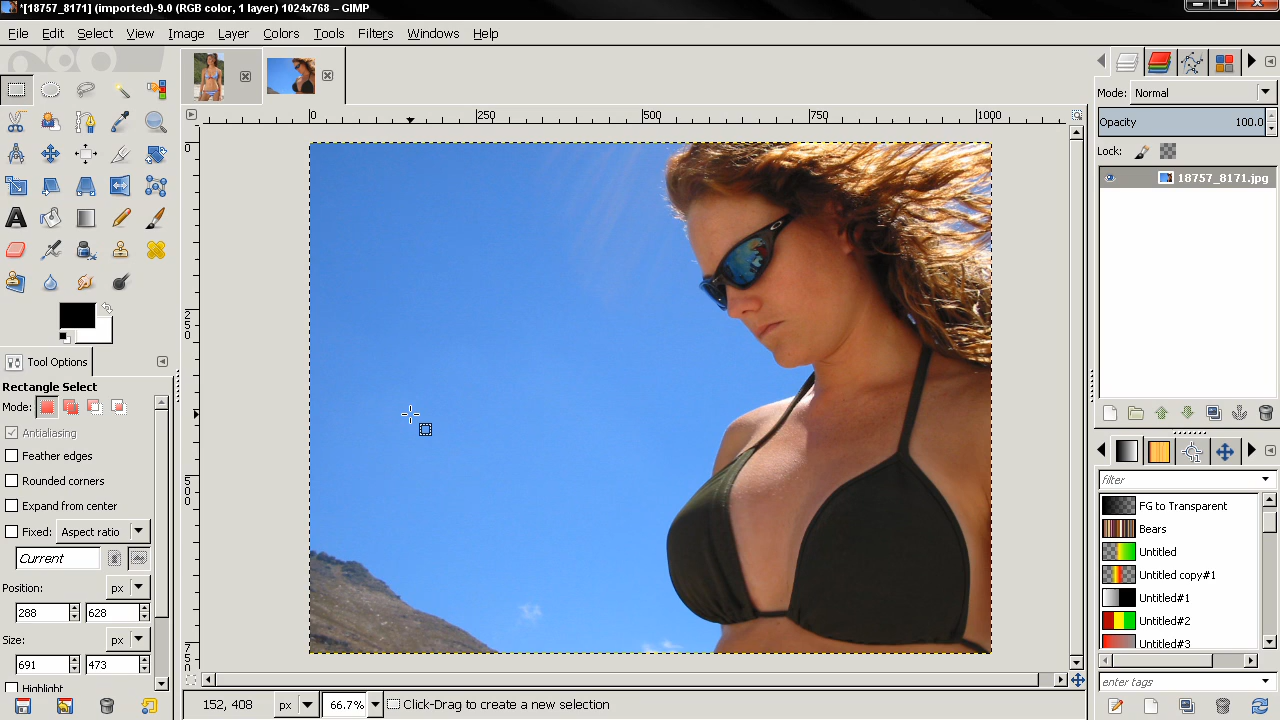 [18757_8171] (imported)-9.0 (RGB color, 1 layer) 1024x768 – GIMP
File Edit Select View Image Layer Colors Tools Filters Windows Help
0 250 500 750 1000
0
250
500
750
Mode: Normal
Opacity 100.0
Lock:
18757_8171.jpg
Tool Options
Rectangle Select
Mode:
Antialiasing
Feather edges
Rounded corners
Expand from center
Fixed: Aspect ratio
Current
Position: px
288 628
Size: px
691 473
Highlight
filter
FG to Transparent
Bears
Untitled
Untitled copy#1
Untitled#1
Untitled#2
Untitled#3
enter tags
152, 408 px 66.7% Click-Drag to create a new selection